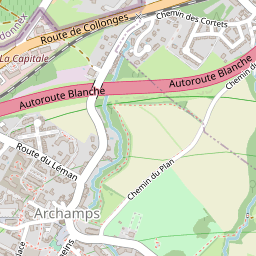 Chemin des Cortets
Route de Collonges
La Capitale
Autoroute Blanche
Autoroute Blanche
Route du Léman
Chemin du Plan
Archamps